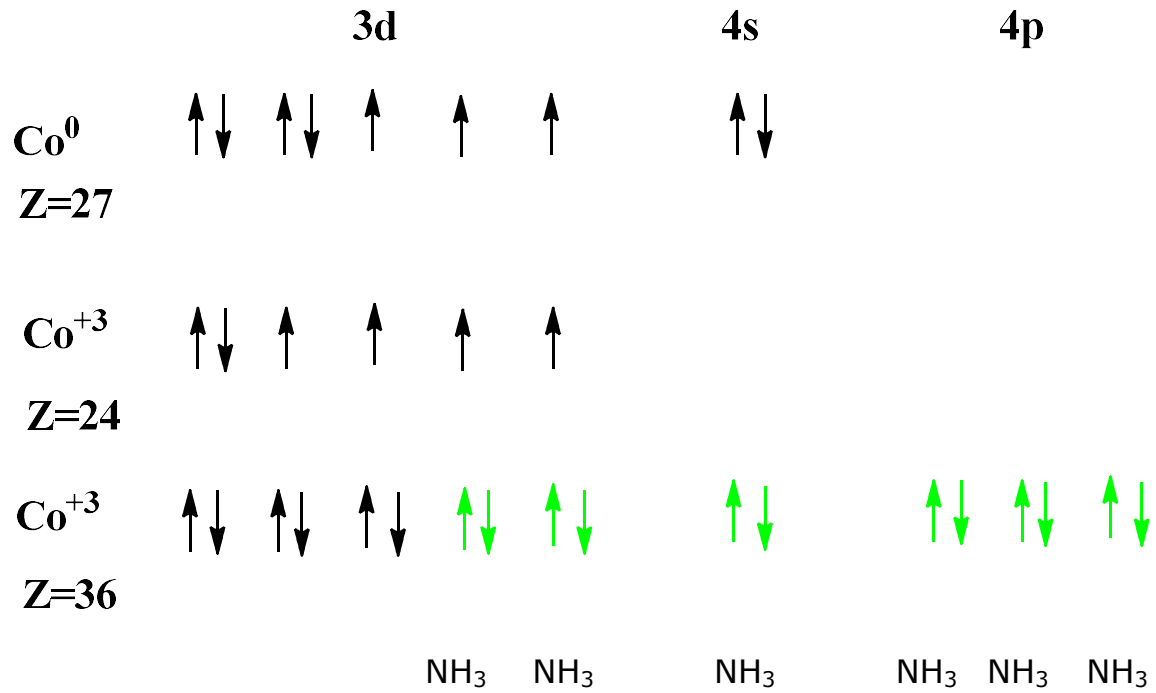 3d 4s 4p
Co⁰
Z=27
Co⁺³
Z=24
Co⁺³
Z=36
NH₃ NH₃ NH₃ NH₃ NH₃ NH₃